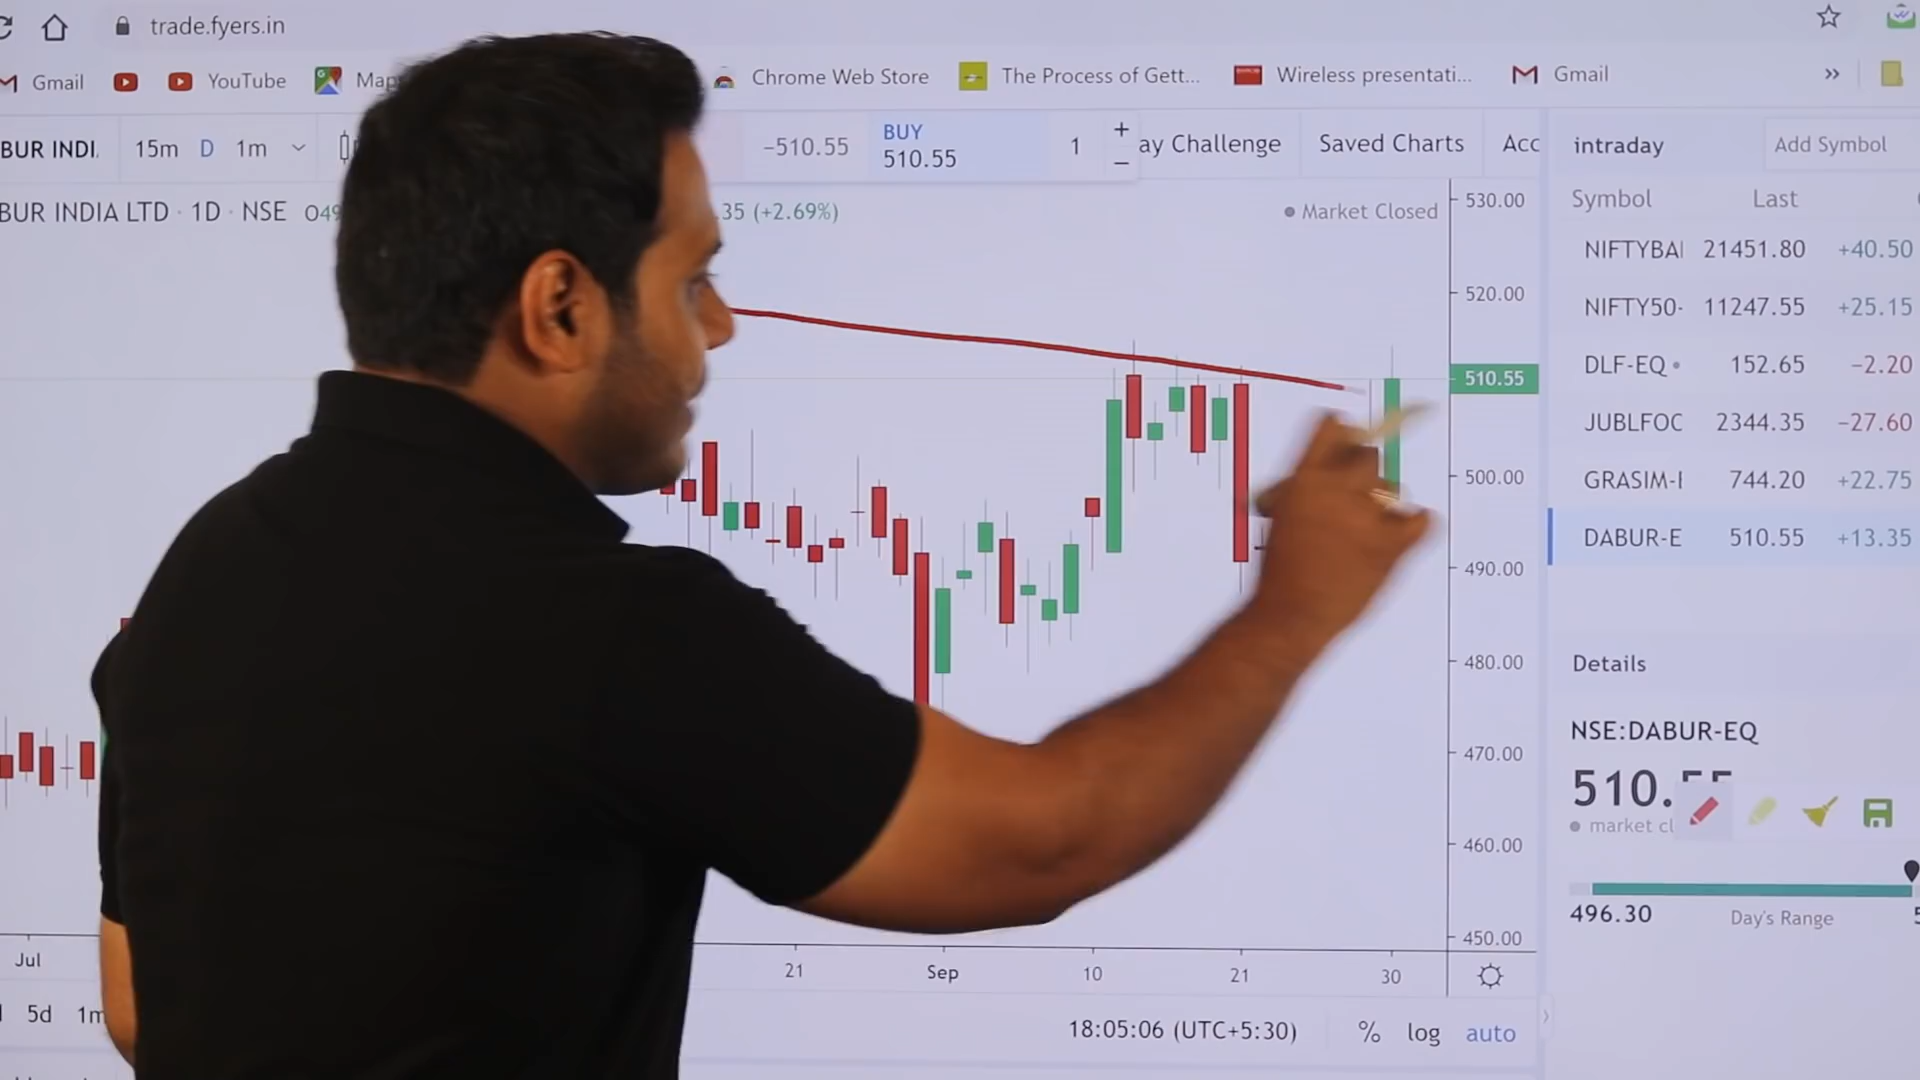 trade.fyers.in
Gmail YouTube Maps Chrome Web Store The Process of Gett... Wireless presentati... Gmail »
BUR INDI. 15m D 1m −510.55 BUY 510.55 1 + − ay Challenge Saved Charts Acc intraday Add Symbol
BUR INDIA LTD · 1D · NSE O49 .35 (+2.69%) Market Closed
Symbol Last
NIFTYBA 21451.80 +40.50
NIFTY50- 11247.55 +25.15
DLF-EQ 152.65 −2.20
JUBLFOO 2344.35 −27.60
GRASIM-E 744.20 +22.75
DABUR-E 510.55 +13.35
530.00
520.00
510.55
500.00
490.00
480.00
470.00
460.00
450.00
Details
NSE:DABUR-EQ
510.55
market cl
496.30 Day's Range 5
Jul 21 Sep 10 21 30
5d 1m 18:05:06 (UTC+5:30) % log auto